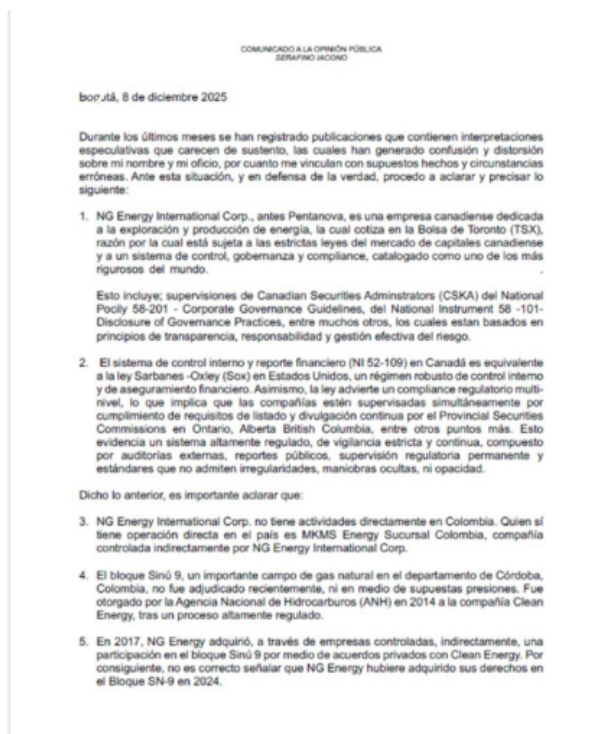 COMUNICADO A LA OPINIÓN PÚBLICA
SERAFINO IACONO
Bogotá, 8 de diciembre 2025
Durante los últimos meses se han registrado publicaciones que contienen interpretaciones
especulativas que carecen de sustento, las cuales han generado confusión y distorsión
sobre mi nombre y mi oficio, por cuanto me vinculan con supuestos hechos y circunstancias
erróneas. Ante esta situación, y en defensa de la verdad, procedo a aclarar y precisar lo
siguiente:
1. NG Energy International Corp., antes Pentanova, es una empresa canadiense dedicada
a la exploración y producción de energía, la cual cotiza en la Bolsa de Toronto (TSX),
razón por la cual está sujeta a las estrictas leyes del mercado de capitales canadiense
y a un sistema de control, gobernanza y compliance, catalogado como uno de los más
rigurosos del mundo.
Esto incluye; supervisiones de Canadian Securities Adminstrators (CSKA) del National
Pocily 58-201 - Corporate Governance Guidelines, del National Instrument 58 -101-
Disclosure of Governance Practices, entre muchos otros, los cuales estan basados en
principios de transparencia, responsabilidad y gestión efectiva del riesgo.
2. El sistema de control interno y reporte financiero (NI 52-109) en Canadá es equivalente
a la ley Sarbanes -Oxley (Sox) en Estados Unidos, un régimen robusto de control interno
y de aseguramiento financiero. Asimismo, la ley advierte un compliance regulatorio multi-
nivel, lo que implica que las compañías estén supervisadas simultáneamente por
cumplimiento de requisitos de listado y divulgación continua por el Provincial Securities
Commissions en Ontario, Alberta British Columbia, entre otros puntos más. Esto
evidencia un sistema altamente regulado, de vigilancia estricta y continua, compuesto
por auditorías externas, reportes públicos, supervisión regulatoria permanente y
estándares que no admiten irregularidades, maniobras ocultas, ni opacidad.
Dicho lo anterior, es importante aclarar que:
3. NG Energy International Corp. no tiene actividades directamente en Colombia. Quien sí
tiene operación directa en el país es MKMS Energy Sucursal Colombia, compañía
controlada indirectamente por NG Energy International Corp.
4. El bloque Sinú 9, un importante campo de gas natural en el departamento de Córdoba,
Colombia, no fue adjudicado recientemente, ni en medio de supuestas presiones. Fue
otorgado por la Agencia Nacional de Hidrocarburos (ANH) en 2014 a la compañía Clean
Energy, tras un proceso altamente regulado.
5. En 2017, NG Energy adquirió, a través de empresas controladas, indirectamente, una
participación en el bloque Sinú 9 por medio de acuerdos privados con Clean Energy. Por
consiguiente, no es correcto señalar que NG Energy hubiere adquirido sus derechos en
el Bloque SN-9 en 2024.